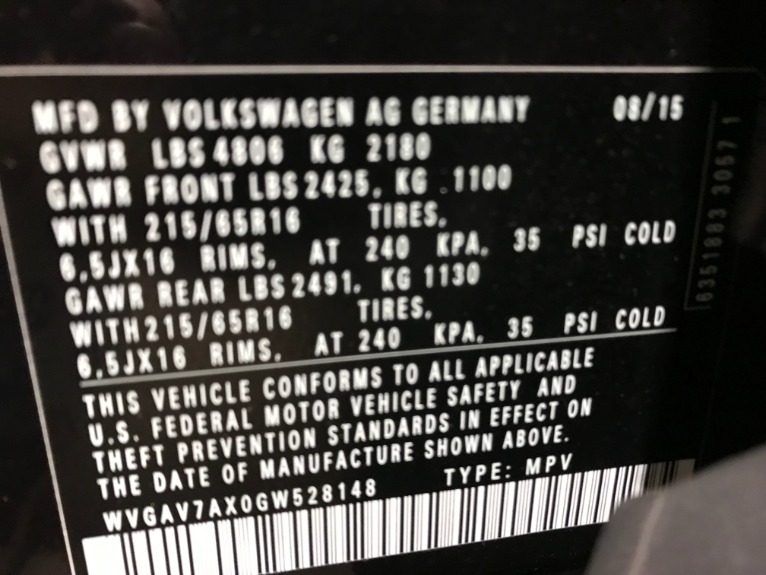 MFD BY VOLKSWAGEN AG GERMANY 08/15
GVWR LBS 4806 KG 2180
GAWR FRONT LBS 2425, KG .1100
WITH 215/65R16 TIRES,
6,5JX16 RIMS, AT 240 KPA, 35 PSI COLD
GAWR REAR LBS 2491, KG 1130
WITH 215/65R16 TIRES,
6,5JX16 RIMS, AT 240 KPA, 35 PSI COLD
THIS VEHICLE CONFORMS TO ALL APPLICABLE
U.S. FEDERAL MOTOR VEHICLE SAFETY AND
THEFT PREVENTION STANDARDS IN EFFECT ON
THE DATE OF MANUFACTURE SHOWN ABOVE.
WVGAV7AX0GW528148 TYPE: MPV
6351883 3057 1